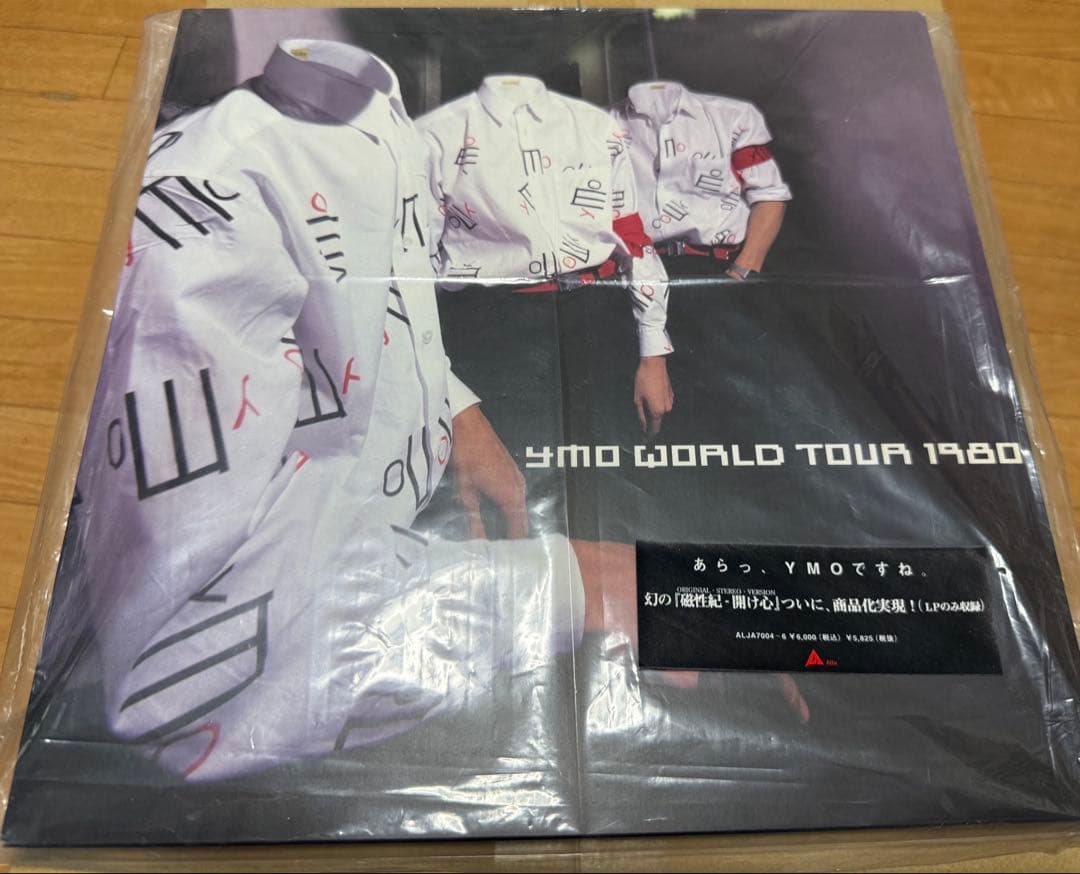 YMO WORLD TOUR 1980
あらっ、YMOですね。
ORIGINIAL・STEREO・VERSION
幻の『磁性紀-開け心』ついに、商品化実現!(LPのみ収録)
ALJA7004~6 ¥6,000(税込) ¥5,825(税抜)
Alfa